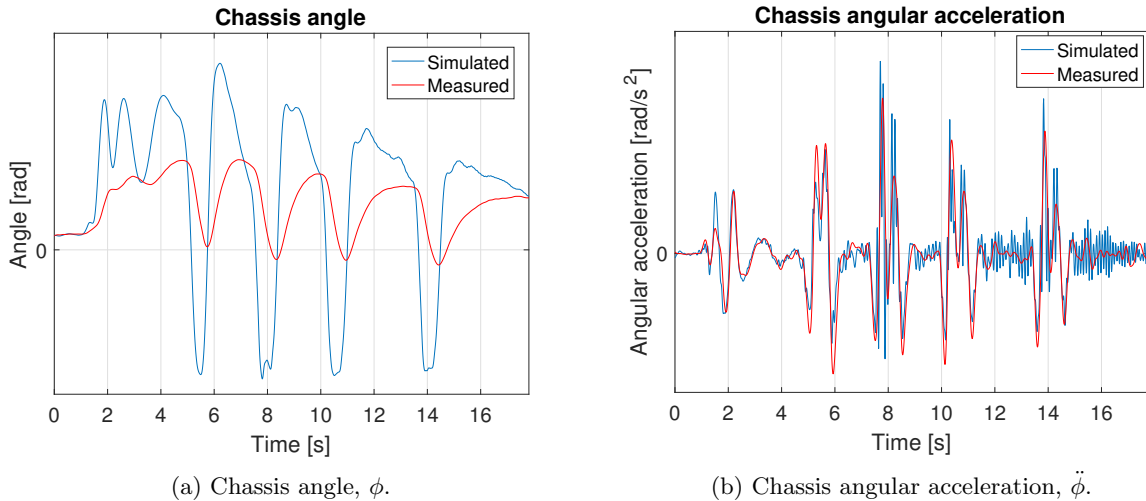 Chassis angle
Simulated
Measured
Angle [rad]
0
0 2 4 6 8 10 12 14 16
Time [s]
(a) Chassis angle, ϕ.
Chassis angular acceleration
Simulated
Measured
Angular acceleration [rad/s²]
0
0 2 4 6 8 10 12 14 16
Time [s]
(b) Chassis angular acceleration, ϕ̈.